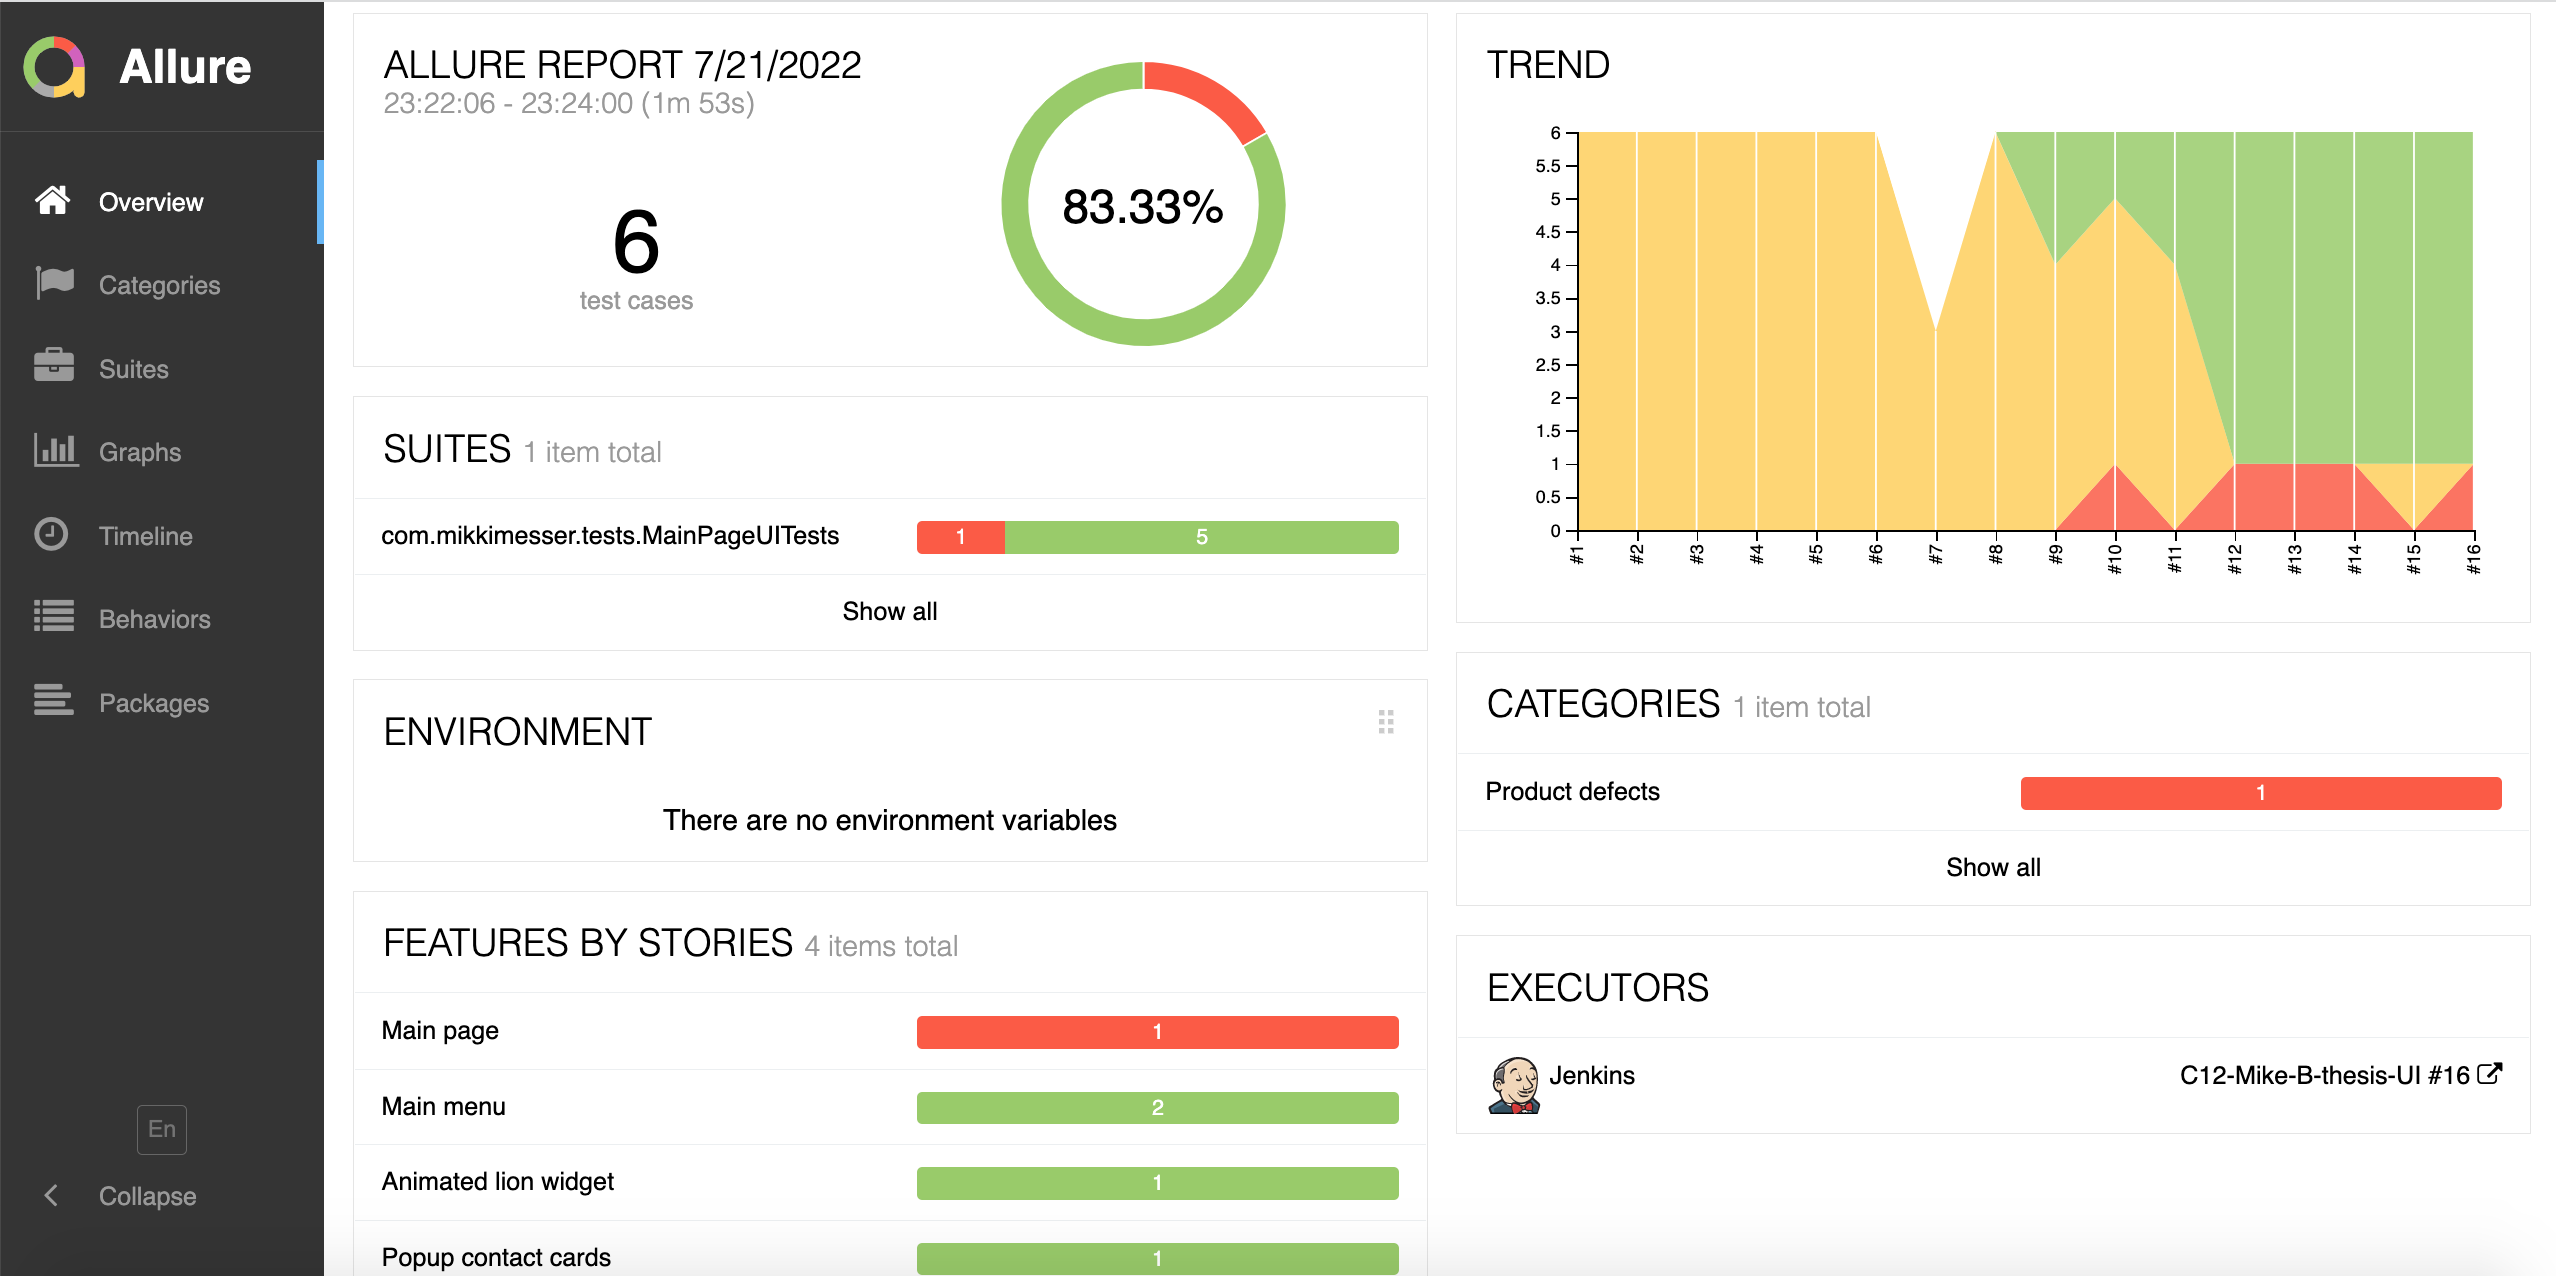 Allure
Overview
Categories
Suites
Graphs
Timeline
Behaviors
Packages
En
Collapse
ALLURE REPORT 7/21/2022
23:22:06 - 23:24:00 (1m 53s)
6
test cases
83.33%
SUITES 1 item total
com.mikkimesser.tests.MainPageUITests 1 5
Show all
ENVIRONMENT
There are no environment variables
FEATURES BY STORIES 4 items total
Main page 1
Main menu 2
Animated lion widget 1
Popup contact cards 1
TREND
6
5.5
5
4.5
4
3.5
3
2.5
2
1.5
1
0.5
0
#1 #2 #3 #4 #5 #6 #7 #8 #9 #10 #11 #12 #13 #14 #15 #16
CATEGORIES 1 item total
Product defects 1
Show all
EXECUTORS
Jenkins C12-Mike-B-thesis-UI #16